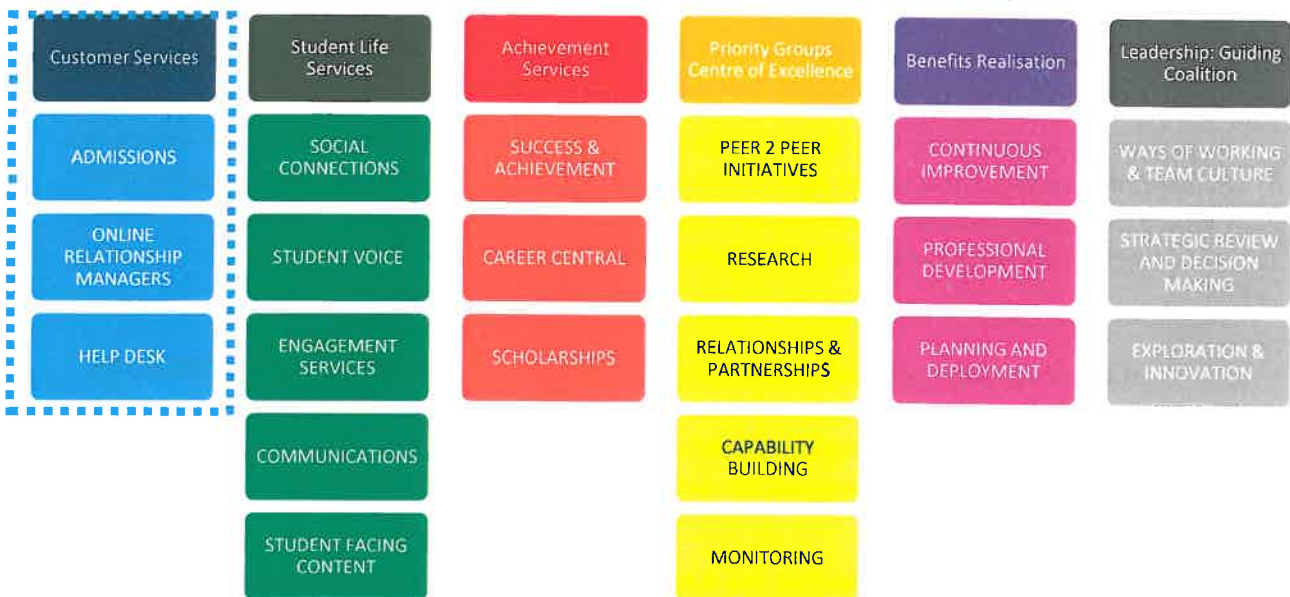 Customer Services
ADMISSIONS
ONLINE
RELATIONSHIP
MANAGERS
HELP DESK
Student Life
Services
SOCIAL
CONNECTIONS
STUDENT VOICE
ENGAGEMENT
SERVICES
COMMUNICATIONS
STUDENT FACING
CONTENT
Achievement
Services
SUCCESS &
ACHIEVEMENT
CAREER CENTRAL
SCHOLARSHIPS
Priority Groups
Centre of Excellence
PEER 2 PEER
INITIATIVES
RESEARCH
RELATIONSHIPS &
PARTNERSHIPS
CAPABILITY
BUILDING
MONITORING
Benefits Realisation
CONTINUOUS
IMPROVEMENT
PROFESSIONAL
DEVELOPMENT
PLANNING AND
DEPLOYMENT
Leadership: Guiding
Coalition
WAYS OF WORKING
& TEAM CULTURE
STRATEGIC REVIEW
AND DECISION
MAKING
EXPLORATION &
INNOVATION